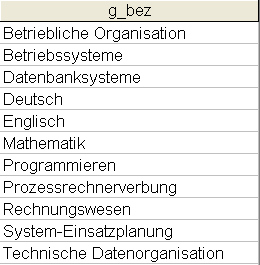 g_bez
Betriebliche Organisation
Betriebssysteme
Datenbanksysteme
Deutsch
Englisch
Mathematik
Programmieren
Prozessrechnerverbung
Rechnungswesen
System-Einsatzplanung
Technische Datenorganisation